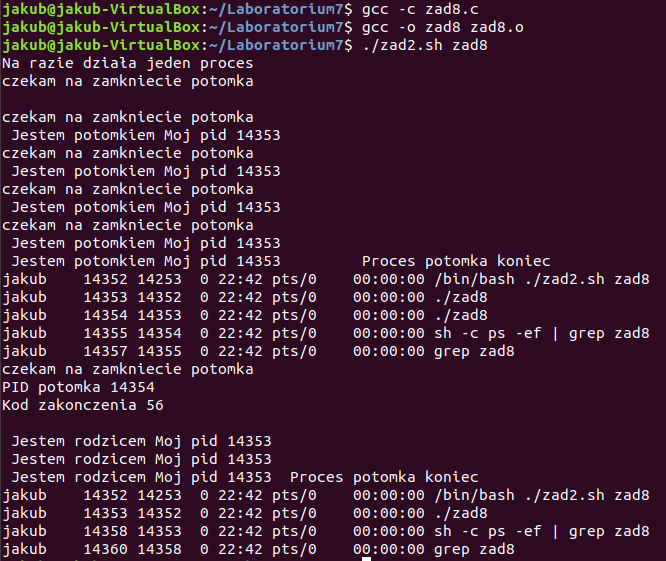 jakub@jakub-VirtualBox:~/Laboratorium7$ gcc -c zad8.c
jakub@jakub-VirtualBox:~/Laboratorium7$ gcc -o zad8 zad8.o
jakub@jakub-VirtualBox:~/Laboratorium7$ ./zad2.sh zad8
Na razie działa jeden proces
czekam na zamkniecie potomka

czekam na zamkniecie potomka
 Jestem potomkiem Moj pid 14353
czekam na zamkniecie potomka
 Jestem potomkiem Moj pid 14353
czekam na zamkniecie potomka
 Jestem potomkiem Moj pid 14353
czekam na zamkniecie potomka
 Jestem potomkiem Moj pid 14353
 Jestem potomkiem Moj pid 14353         Proces potomka koniec
jakub    14352 14253  0 22:42 pts/0    00:00:00 /bin/bash ./zad2.sh zad8
jakub    14353 14352  0 22:42 pts/0    00:00:00 ./zad8
jakub    14354 14353  0 22:42 pts/0    00:00:00 ./zad8
jakub    14355 14354  0 22:42 pts/0    00:00:00 sh -c ps -ef | grep zad8
jakub    14357 14355  0 22:42 pts/0    00:00:00 grep zad8
czekam na zamkniecie potomka
PID potomka 14354
Kod zakonczenia 56

 Jestem rodzicem Moj pid 14353
 Jestem rodzicem Moj pid 14353
 Jestem rodzicem Moj pid 14353  Proces potomka koniec
jakub    14352 14253  0 22:42 pts/0    00:00:00 /bin/bash ./zad2.sh zad8
jakub    14353 14352  0 22:42 pts/0    00:00:00 ./zad8
jakub    14358 14353  0 22:42 pts/0    00:00:00 sh -c ps -ef | grep zad8
jakub    14360 14358  0 22:42 pts/0    00:00:00 grep zad8